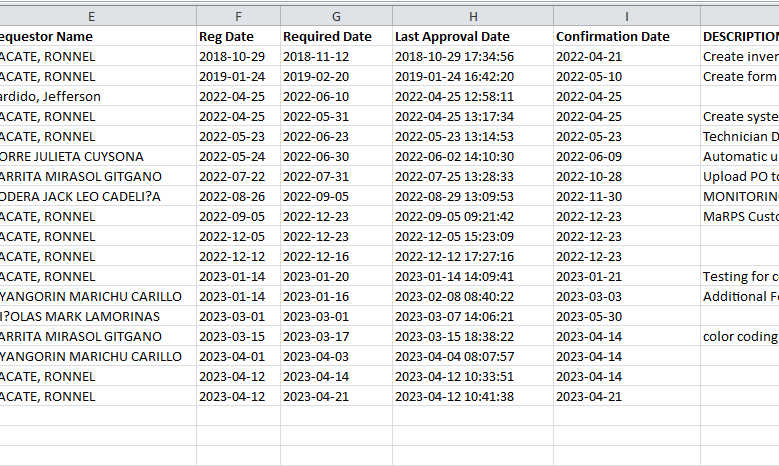 E F G H I
equestor Name Reg Date Required Date Last Approval Date Confirmation Date DESCRIPTION
ACATE, RONNEL 2018-10-29 2018-11-12 2018-10-29 17:34:56 2022-04-21 Create inver
ACATE, RONNEL 2019-01-24 2019-02-20 2019-01-24 16:42:20 2022-05-10 Create form
ardido, Jefferson 2022-04-25 2022-06-10 2022-04-25 12:58:11 2022-04-25
ACATE, RONNEL 2022-04-25 2022-05-31 2022-04-25 13:17:34 2022-04-25 Create syste
ACATE, RONNEL 2022-05-23 2022-06-23 2022-05-23 13:14:53 2022-05-23 Technician D
ORRE JULIETA CUYSONA 2022-05-24 2022-06-30 2022-06-02 14:10:30 2022-06-09 Automatic u
ARRITA MIRASOL GITGANO 2022-07-22 2022-07-31 2022-07-25 13:28:33 2022-10-28 Upload PO to
ODERA JACK LEO CADELI?A 2022-08-26 2022-09-05 2022-08-29 13:09:53 2022-11-30 MONITORING
ACATE, RONNEL 2022-09-05 2022-12-23 2022-09-05 09:21:42 2022-12-23 MaRPS Custo
ACATE, RONNEL 2022-12-05 2022-12-23 2022-12-05 15:23:09 2022-12-23
ACATE, RONNEL 2022-12-12 2022-12-16 2022-12-12 17:27:16 2022-12-23
ACATE, RONNEL 2023-01-14 2023-01-20 2023-01-14 14:09:41 2023-01-21 Testing for c
YANGORIN MARICHU CARILLO 2023-01-14 2023-01-16 2023-02-08 08:40:22 2023-03-03 Additional Fe
I?OLAS MARK LAMORINAS 2023-03-01 2023-03-01 2023-03-07 14:06:21 2023-05-30
ARRITA MIRASOL GITGANO 2023-03-15 2023-03-17 2023-03-15 18:38:22 2023-04-14 color coding
YANGORIN MARICHU CARILLO 2023-04-01 2023-04-03 2023-04-04 08:07:57 2023-04-14
ACATE, RONNEL 2023-04-12 2023-04-14 2023-04-12 10:33:51 2023-04-14
ACATE, RONNEL 2023-04-12 2023-04-21 2023-04-12 10:41:38 2023-04-21